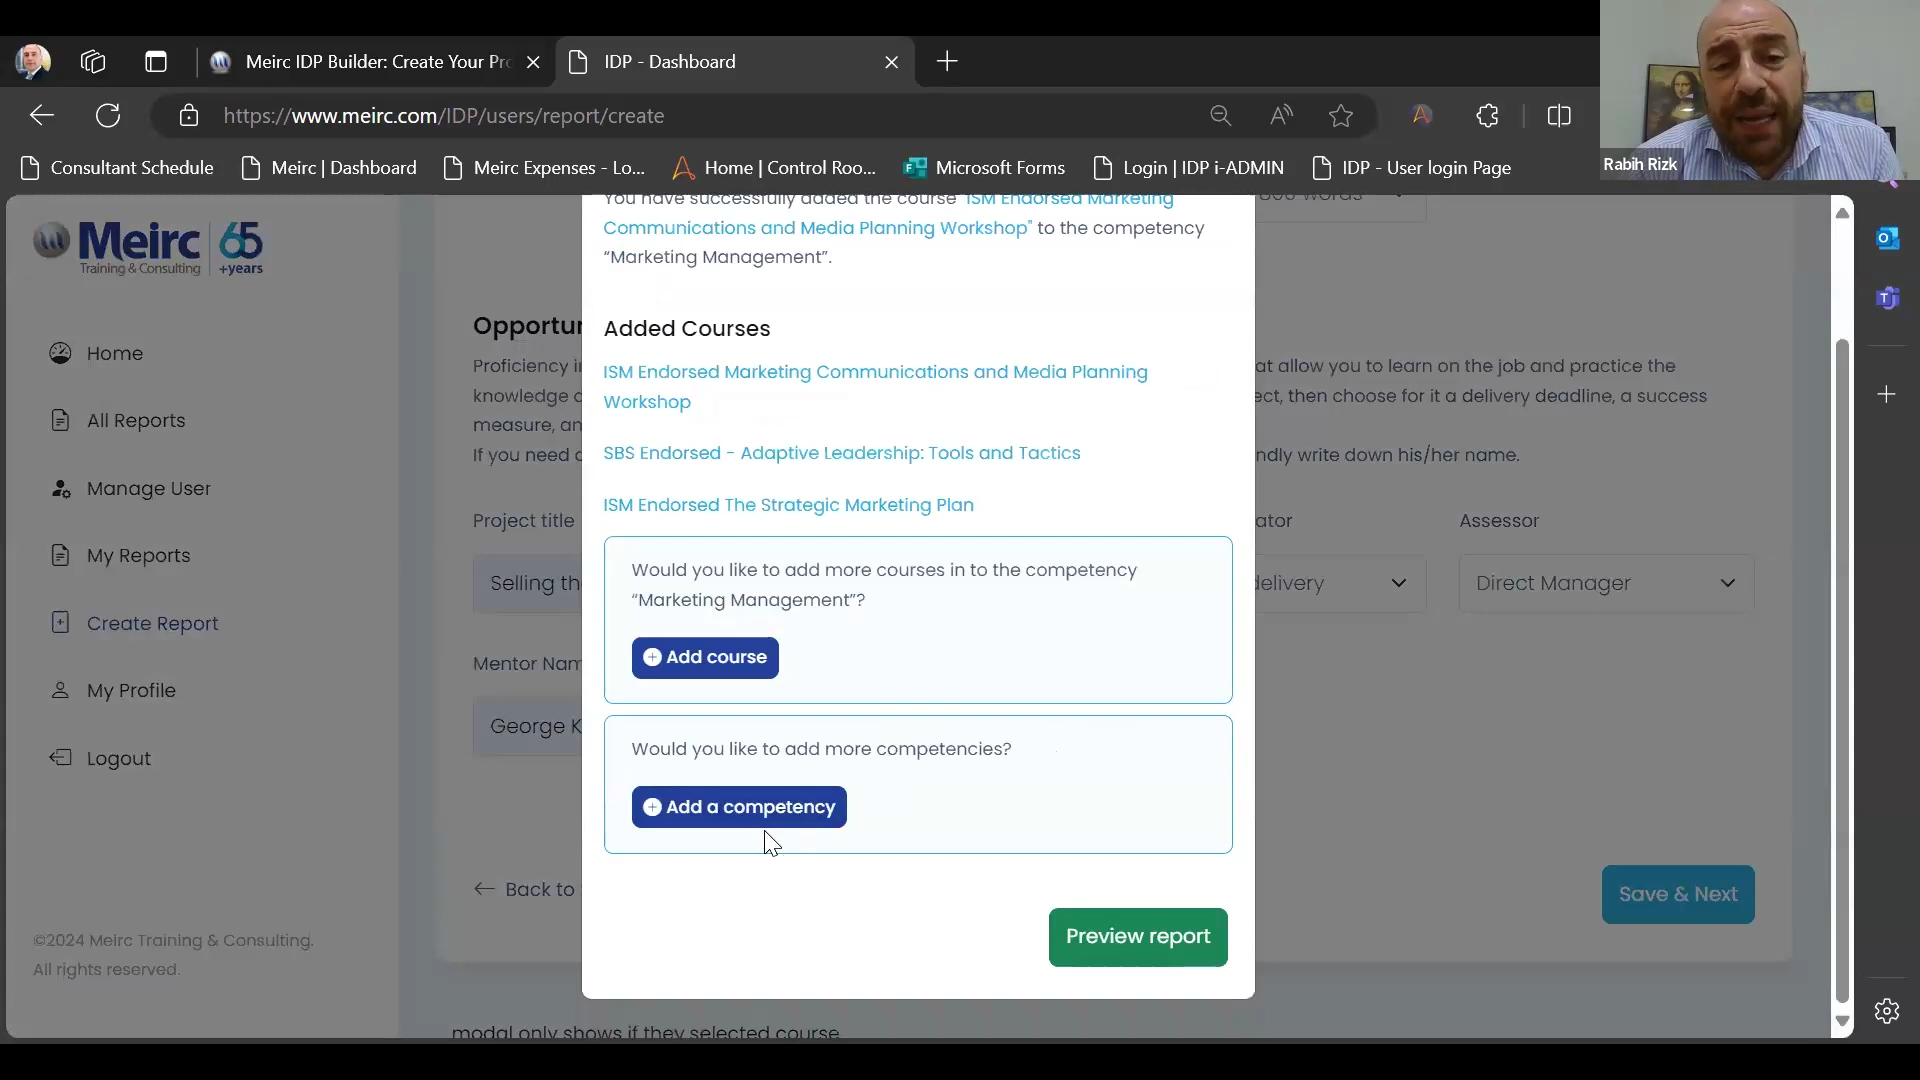 Meirc IDP Builder: Create Your Pr
IDP - Dashboard
https://www.meirc.com/IDP/users/report/create
Consultant Schedule
Meirc | Dashboard
Meirc Expenses - Lo...
Home | Control Roo...
Microsoft Forms
Login | IDP i-ADMIN
IDP - User login Page
Rabih Rizk
Meirc 65
Training & Consulting +years
Home
All Reports
Manage User
My Reports
Create Report
My Profile
Logout
©2024 Meirc Training & Consulting.
All rights reserved.
You have successfully added the course "ISM Endorsed Marketing
Communications and Media Planning Workshop" to the competency
“Marketing Management”.
Added Courses
ISM Endorsed Marketing Communications and Media Planning
Workshop
SBS Endorsed - Adaptive Leadership: Tools and Tactics
ISM Endorsed The Strategic Marketing Plan
Would you like to add more courses in to the competency
“Marketing Management”?
Add course
Would you like to add more competencies?
Add a competency
Preview report
words
Opportu
Proficiency i
at allow you to learn on the job and practice the
knowledge
ect, then choose for it a delivery deadline, a success
measure, an
If you need
ndly write down his/her name.
Project title
ator
Assessor
Selling th
delivery
Direct Manager
Mentor Nam
George K
Back to
Save & Next
modal only shows if they selected course